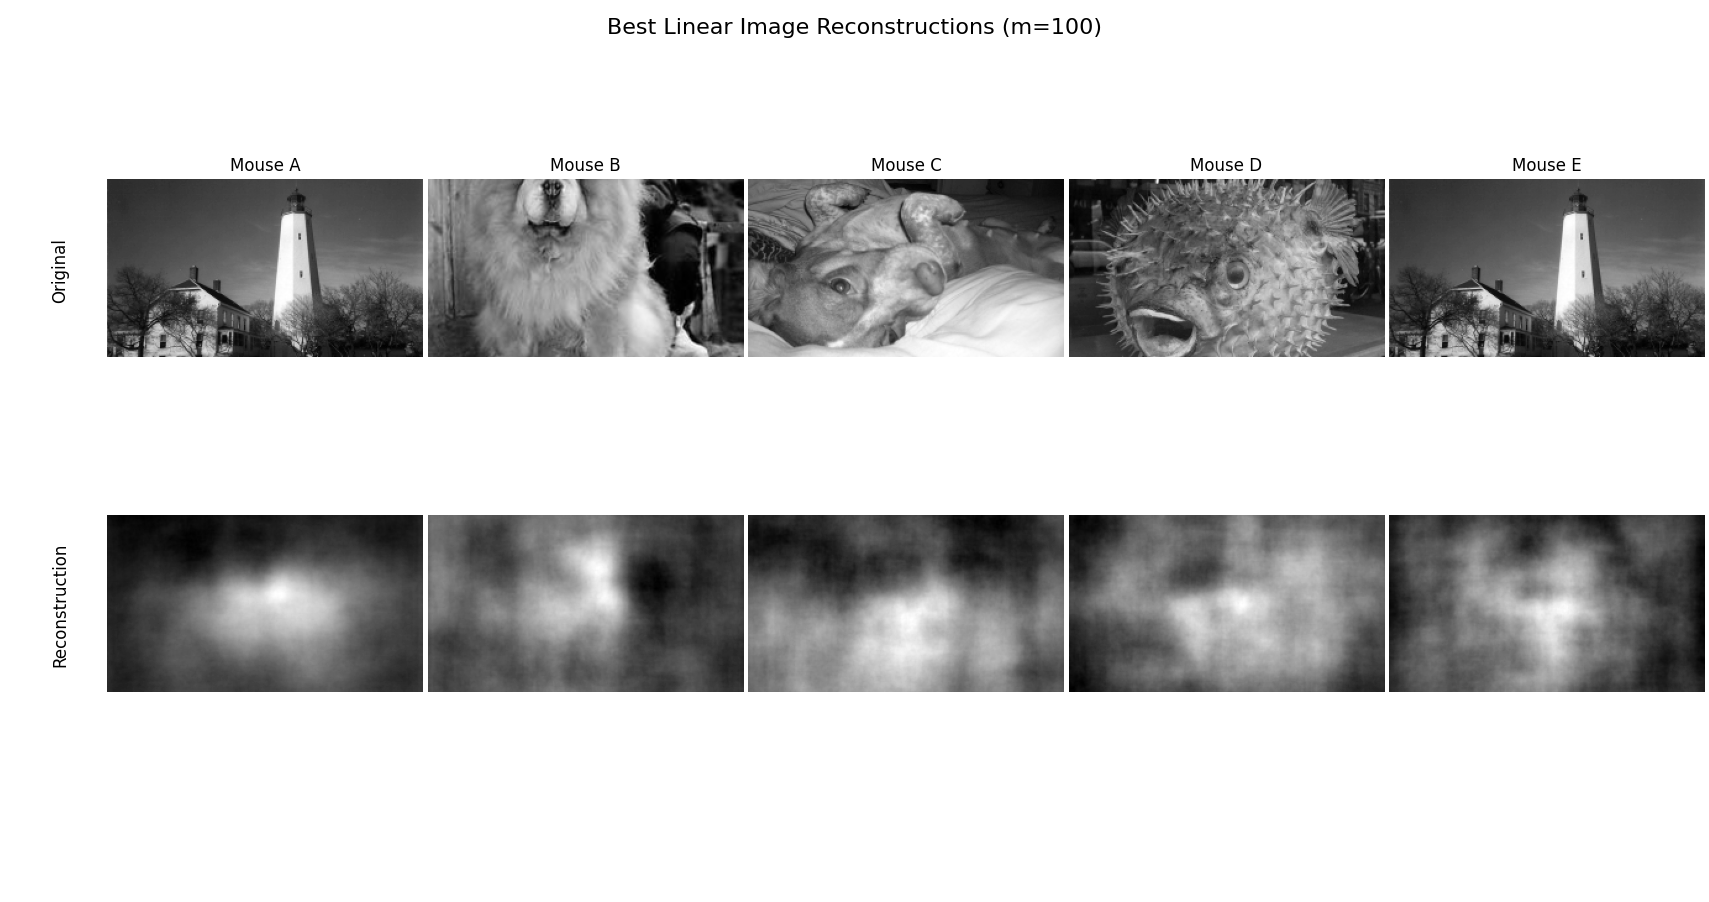 Best Linear Image Reconstructions (m=100)
Mouse A
Mouse B
Mouse C
Mouse D
Mouse E
Original
Reconstruction